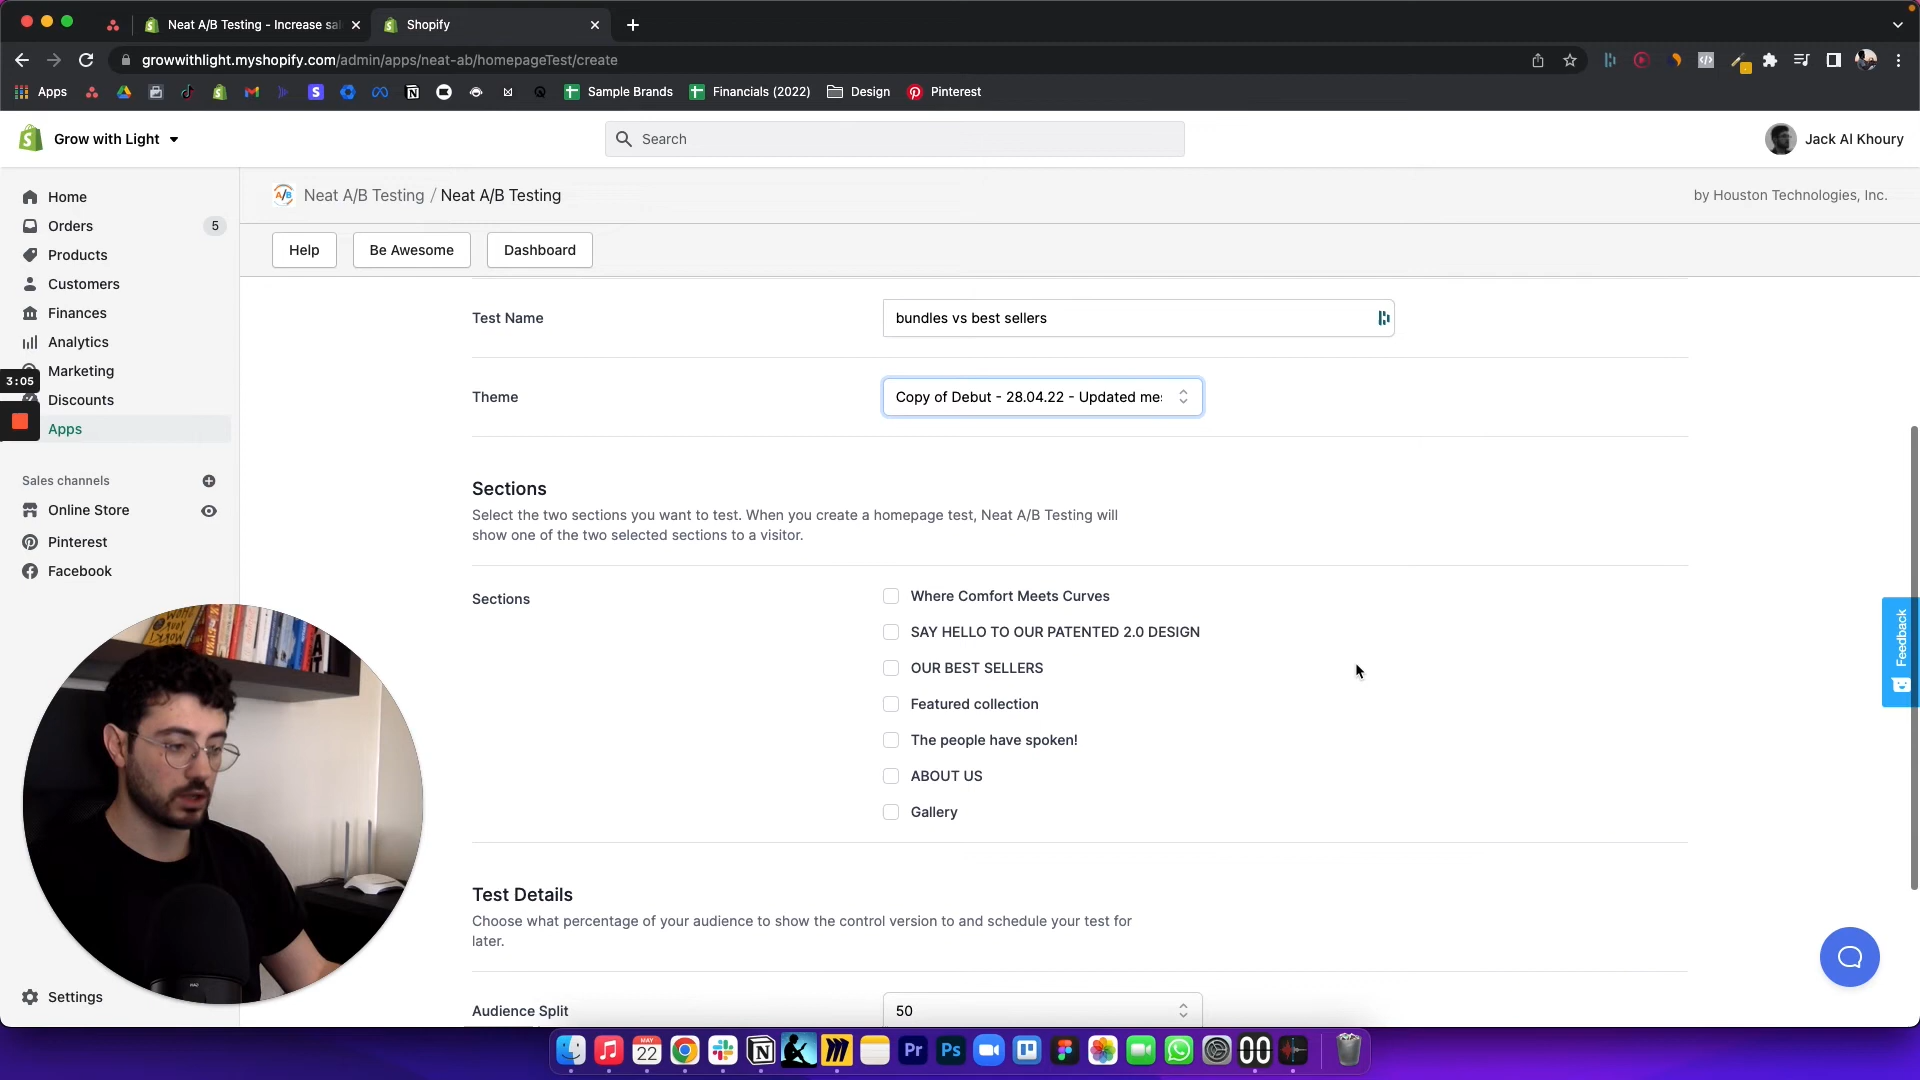 Neat A/B Testing - Increase sa
Shopify
growwithlight.myshopify.com/admin/apps/neat-ab/homepageTest/create
Apps
Sample Brands
Financials (2022)
Design
Pinterest
Grow with Light
Search
Jack Al Khoury
Home
Orders
5
Products
Customers
Finances
Analytics
Marketing
3:05
Discounts
Apps
Sales channels
Online Store
Pinterest
Facebook
Settings
A/B
Neat A/B Testing / Neat A/B Testing
by Houston Technologies, Inc.
Help
Be Awesome
Dashboard
Test Name
bundles vs best sellers
Theme
Copy of Debut - 28.04.22 - Updated me
Sections
Select the two sections you want to test. When you create a homepage test, Neat A/B Testing will
show one of the two selected sections to a visitor.
Sections
Where Comfort Meets Curves
SAY HELLO TO OUR PATENTED 2.0 DESIGN
OUR BEST SELLERS
Featured collection
The people have spoken!
ABOUT US
Gallery
Test Details
Choose what percentage of your audience to show the control version to and schedule your test for
later.
Audience Split
50
Feedback
MAY
22
Pr
Ps